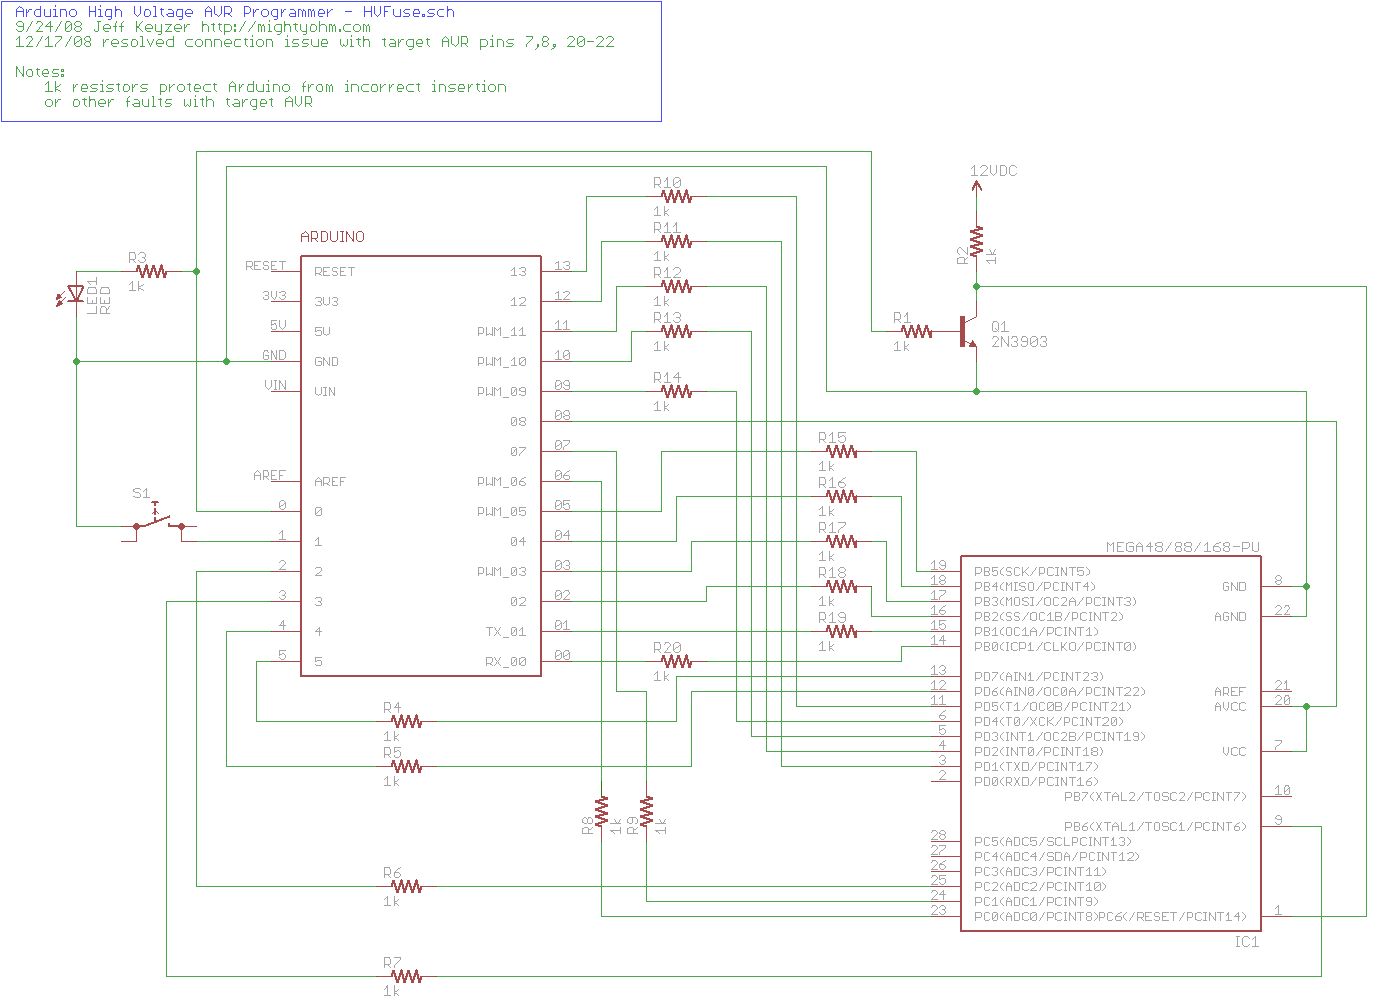 Arduino High Voltage AVR Programmer - HVFuse.sch
9/24/08 Jeff Keyzer http://mightyohm.com
12/17/08 resolved connection issue with target AVR pins 7,8, 20-22
Notes:
1k resistors protect Arduino from incorrect insertion
or other faults with target AVR
12VDC
R2
1k
R10
1k
R11
1k
R12
1k
R13
1k
R14
1k
R3
1k
LED1
RED
R1
1k
Q1
2N3903
ARDUINO
RESET RESET 13 13
3V3 3V3 12 12
5V 5V PWM_11 11
GND GND PWM_10 10
VIN VIN PWM_09 09
08 08
07 07
AREF AREF PWM_06 06
0 0 PWM_05 05
1 1 04 04
2 2 PWM_03 03
3 3 02 02
4 4 TX_01 01
5 5 RX_00 00
S1
R15
1k
R16
1k
R17
1k
R18
1k
R19
1k
R20
1k
R4
1k
R5
1k
R8
1k
R9
1k
R6
1k
R7
1k
MEGA48/88/168-PU
19 PB5(SCK/PCINT5)
18 PB4(MISO/PCINT4) GND 8
17 PB3(MOSI/OC2A/PCINT3)
16 PB2(SS/OC1B/PCINT2) AGND 22
15 PB1(OC1A/PCINT1)
14 PB0(ICP1/CLKO/PCINT0)
13 PD7(AIN1/PCINT23)
12 PD6(AIN0/OC0A/PCINT22) AREF 21
11 PD5(T1/OC0B/PCINT21) AVCC 20
6 PD4(T0/XCK/PCINT20)
5 PD3(INT1/OC2B/PCINT19)
4 PD2(INT0/PCINT18) VCC 7
3 PD1(TXD/PCINT17)
2 PD0(RXD/PCINT16)
PB7(XTAL2/TOSC2/PCINT7) 10
PB6(XTAL1/TOSC1/PCINT6) 9
28 PC5(ADC5/SCLPCINT13)
27 PC4(ADC4/SDA/PCINT12)
26 PC3(ADC3/PCINT11)
25 PC2(ADC2/PCINT10)
24 PC1(ADC1/PCINT9)
23 PC0(ADC0/PCINT8)PC6(/RESET/PCINT14) 1
IC1